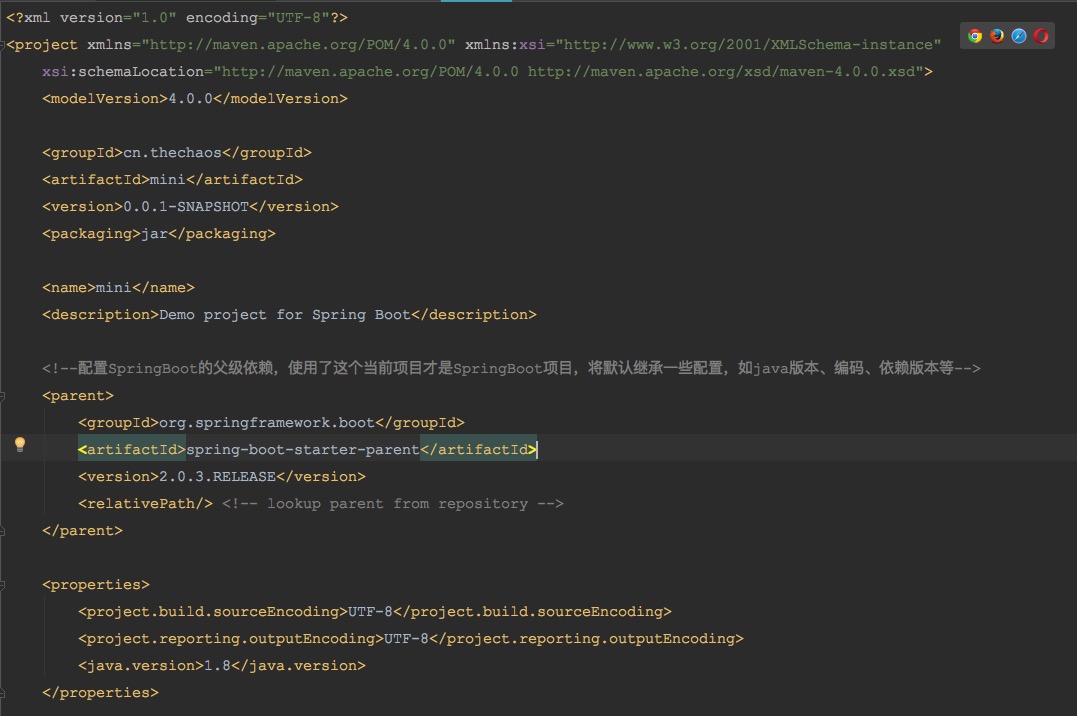 <?xml version="1.0" encoding="UTF-8"?>
<project xmlns="http://maven.apache.org/POM/4.0.0" xmlns:xsi="http://www.w3.org/2001/XMLSchema-instance"
    xsi:schemaLocation="http://maven.apache.org/POM/4.0.0 http://maven.apache.org/xsd/maven-4.0.0.xsd">
    <modelVersion>4.0.0</modelVersion>

    <groupId>cn.thechaos</groupId>
    <artifactId>mini</artifactId>
    <version>0.0.1-SNAPSHOT</version>
    <packaging>jar</packaging>

    <name>mini</name>
    <description>Demo project for Spring Boot</description>

    <!--配置SpringBoot的父级依赖，使用了这个当前项目才是SpringBoot项目，将默认继承一些配置，如java版本、编码、依赖版本等-->
    <parent>
        <groupId>org.springframework.boot</groupId>
        <artifactId>spring-boot-starter-parent</artifactId>
        <version>2.0.3.RELEASE</version>
        <relativePath/> <!-- lookup parent from repository -->
    </parent>

    <properties>
        <project.build.sourceEncoding>UTF-8</project.build.sourceEncoding>
        <project.reporting.outputEncoding>UTF-8</project.reporting.outputEncoding>
        <java.version>1.8</java.version>
    </properties>